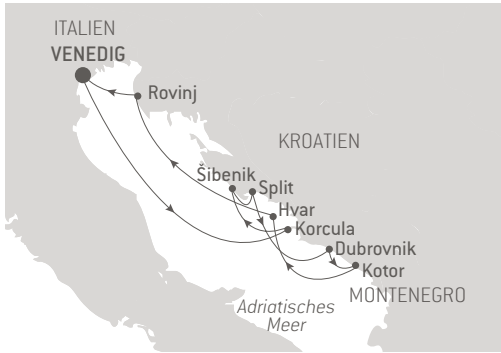 ITALIEN
VENEDIG
Rovinj
KROATIEN
Šibenik
Split
Hvar
Korcula
Dubrovnik
Kotor
MONTENEGRO
Adriatisches
Meer